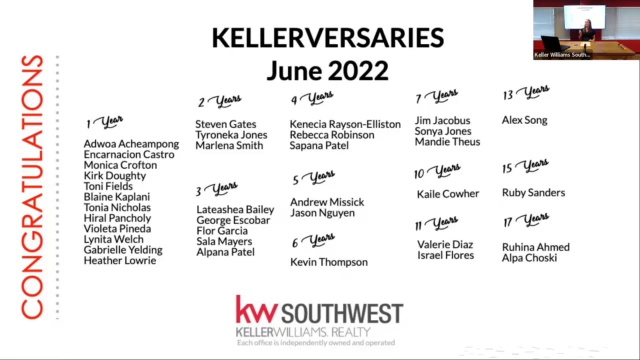 CONGRATULATIONS
KELLERVERSARIES
June 2022
1 Year
Adwoa Acheampong
Encarnacion Castro
Monica Crofton
Kirk Doughty
Toni Fields
Blaine Kaplani
Tonia Nicholas
Hiral Pancholy
Violeta Pineda
Lynita Welch
Gabrielle Yelding
Heather Lowrie
2 Years
Steven Gates
Tyroneka Jones
Marlena Smith
3 Years
Lateashea Bailey
George Escobar
Flor Garcia
Sala Mayers
Alpana Patel
4 Years
Kenecia Rayson-Elliston
Rebecca Robinson
Sapana Patel
5 Years
Andrew Missick
Jason Nguyen
6 Years
Kevin Thompson
7 Years
Jim Jacobus
Sonya Jones
Mandie Theus
10 Years
Kaile Cowher
11 Years
Valerie Diaz
Israel Flores
13 Years
Alex Song
15 Years
Ruby Sanders
17 Years
Ruhina Ahmed
Alpa Choski
kw SOUTHWEST
KELLERWILLIAMS. REALTY
Each office is independently owned and operated
Keller Williams South...